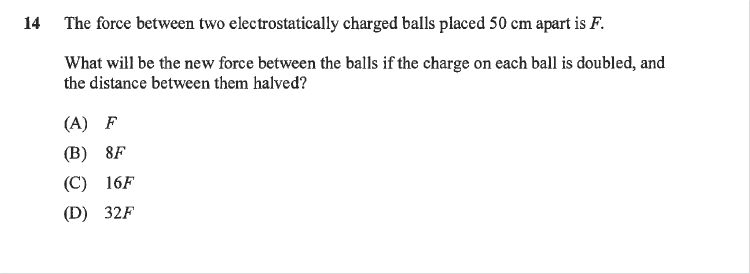 14 The force between two electrostatically charged balls placed 50 cm apart is F.
What will be the new force between the balls if the charge on each ball is doubled, and
the distance between them halved?
(A) F
(B) 8F
(C) 16F
(D) 32F